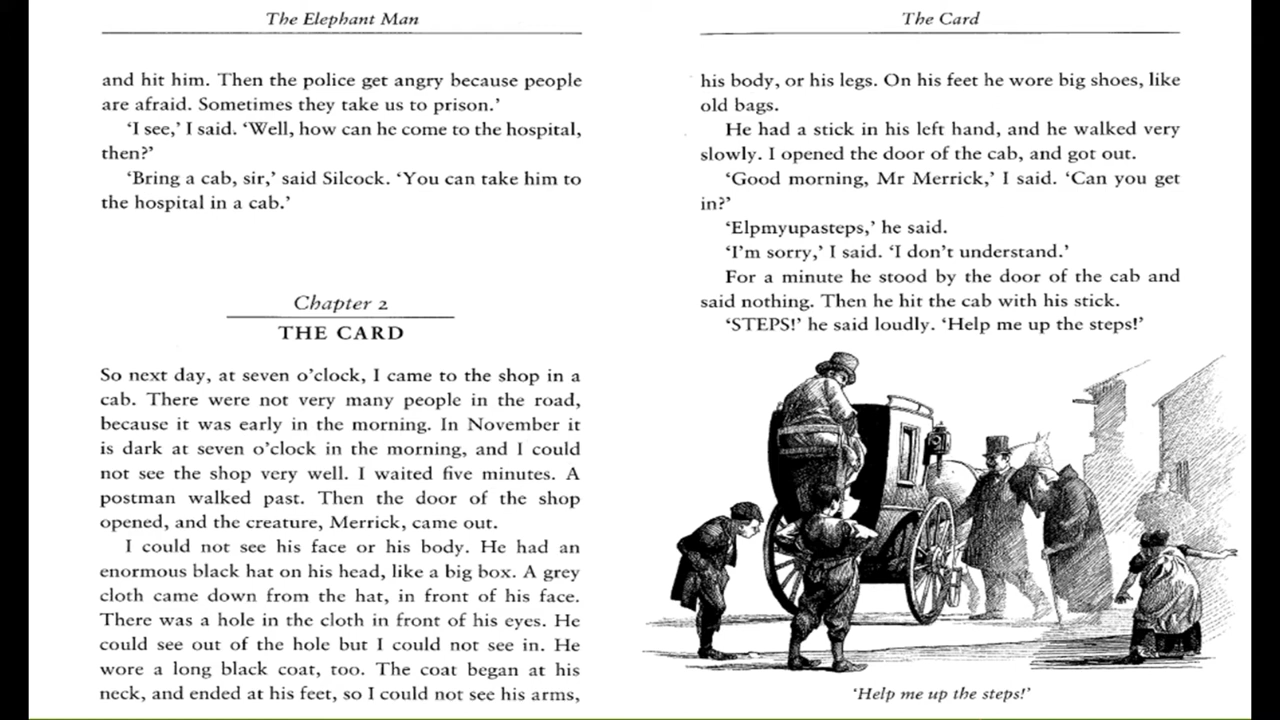 The Elephant Man
and hit him. Then the police get angry because people
are afraid. Sometimes they take us to prison.’
‘I see,’ I said. ‘Well, how can he come to the hospital,
then?’
‘Bring a cab, sir,’ said Silcock. ‘You can take him to
the hospital in a cab.’
Chapter 2
THE CARD
So next day, at seven o’clock, I came to the shop in a
cab. There were not very many people in the road,
because it was early in the morning. In November it
is dark at seven o’clock in the morning, and I could
not see the shop very well. I waited five minutes. A
postman walked past. Then the door of the shop
opened, and the creature, Merrick, came out.
I could not see his face or his body. He had an
enormous black hat on his head, like a big box. A grey
cloth came down from the hat, in front of his face.
There was a hole in the cloth in front of his eyes. He
could see out of the hole but I could not see in. He
wore a long black coat, too. The coat began at his
neck, and ended at his feet, so I could not see his arms,
The Card
his body, or his legs. On his feet he wore big shoes, like
old bags.
He had a stick in his left hand, and he walked very
slowly. I opened the door of the cab, and got out.
‘Good morning, Mr Merrick,’ I said. ‘Can you get
in?’
‘Elpmyupasteps,’ he said.
‘I’m sorry,’ I said. ‘I don’t understand.’
For a minute he stood by the door of the cab and
said nothing. Then he hit the cab with his stick.
‘STEPS!’ he said loudly. ‘Help me up the steps!’
‘Help me up the steps!’